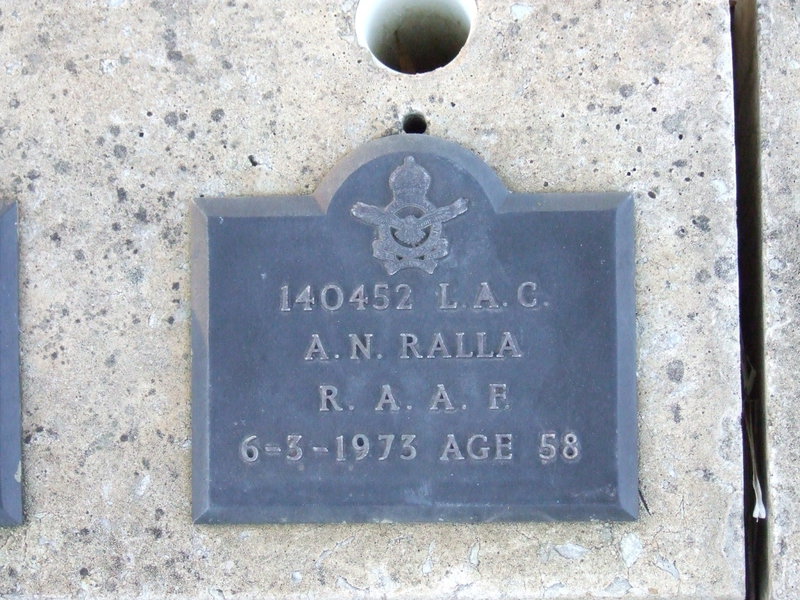 140452 L.A.C.
A.N. RALLA
R. A. A. F.
6-3-1973 AGE 58